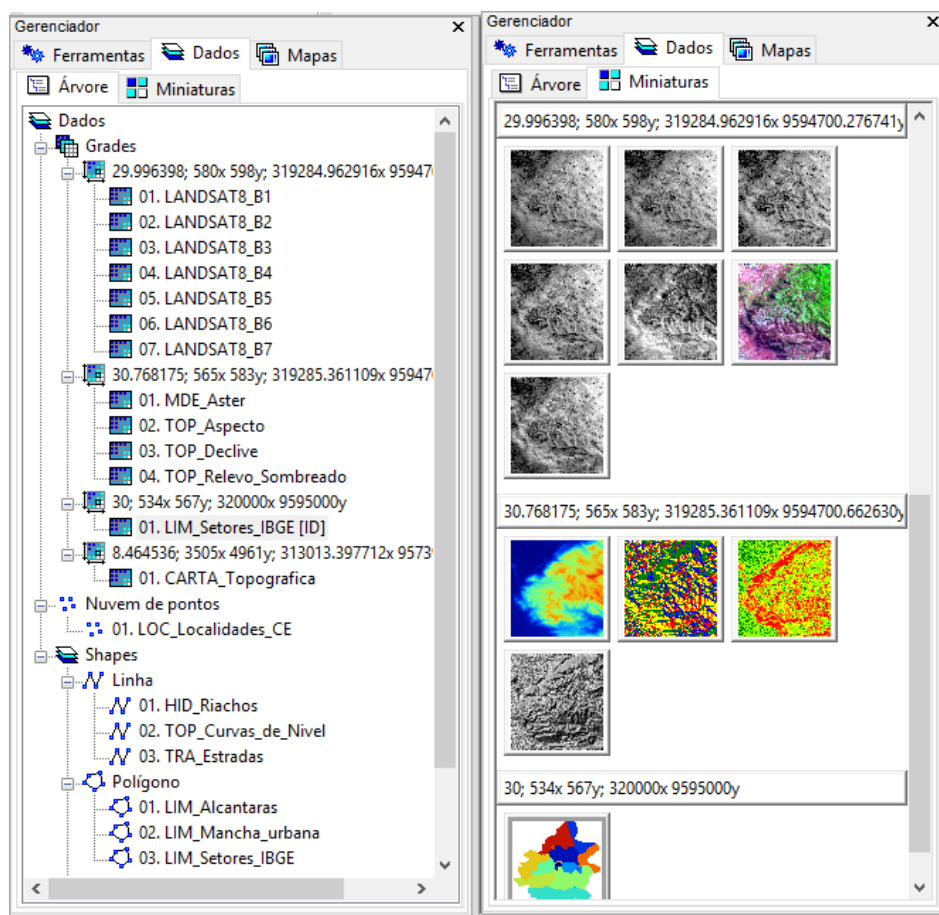 Gerenciador
Ferramentas Dados Mapas
Árvore Miniaturas
Dados
Grades
29.996398; 580x 598y; 319284.962916x 95947
01. LANDSAT8_B1
02. LANDSAT8_B2
03. LANDSAT8_B3
04. LANDSAT8_B4
05. LANDSAT8_B5
06. LANDSAT8_B6
07. LANDSAT8_B7
30.768175; 565x 583y; 319285.361109x 95947
01. MDE_Aster
02. TOP_Aspecto
03. TOP_Declive
04. TOP_Relevo_Sombreado
30; 534x 567y; 320000x 9595000y
01. LIM_Setores_IBGE [ID]
8.464536; 3505x 4961y; 313013.397712x 9573
01. CARTA_Topografica
Nuvem de pontos
01. LOC_Localidades_CE
Shapes
Linha
01. HID_Riachos
02. TOP_Curvas_de_Nivel
03. TRA_Estradas
Polígono
01. LIM_Alcantaras
02. LIM_Mancha_urbana
03. LIM_Setores_IBGE
Gerenciador
Ferramentas Dados Mapas
Árvore Miniaturas
29.996398; 580x 598y; 319284.962916x 9594700.276741y
30.768175; 565x 583y; 319285.361109x 9594700.662630y
30; 534x 567y; 320000x 9595000y